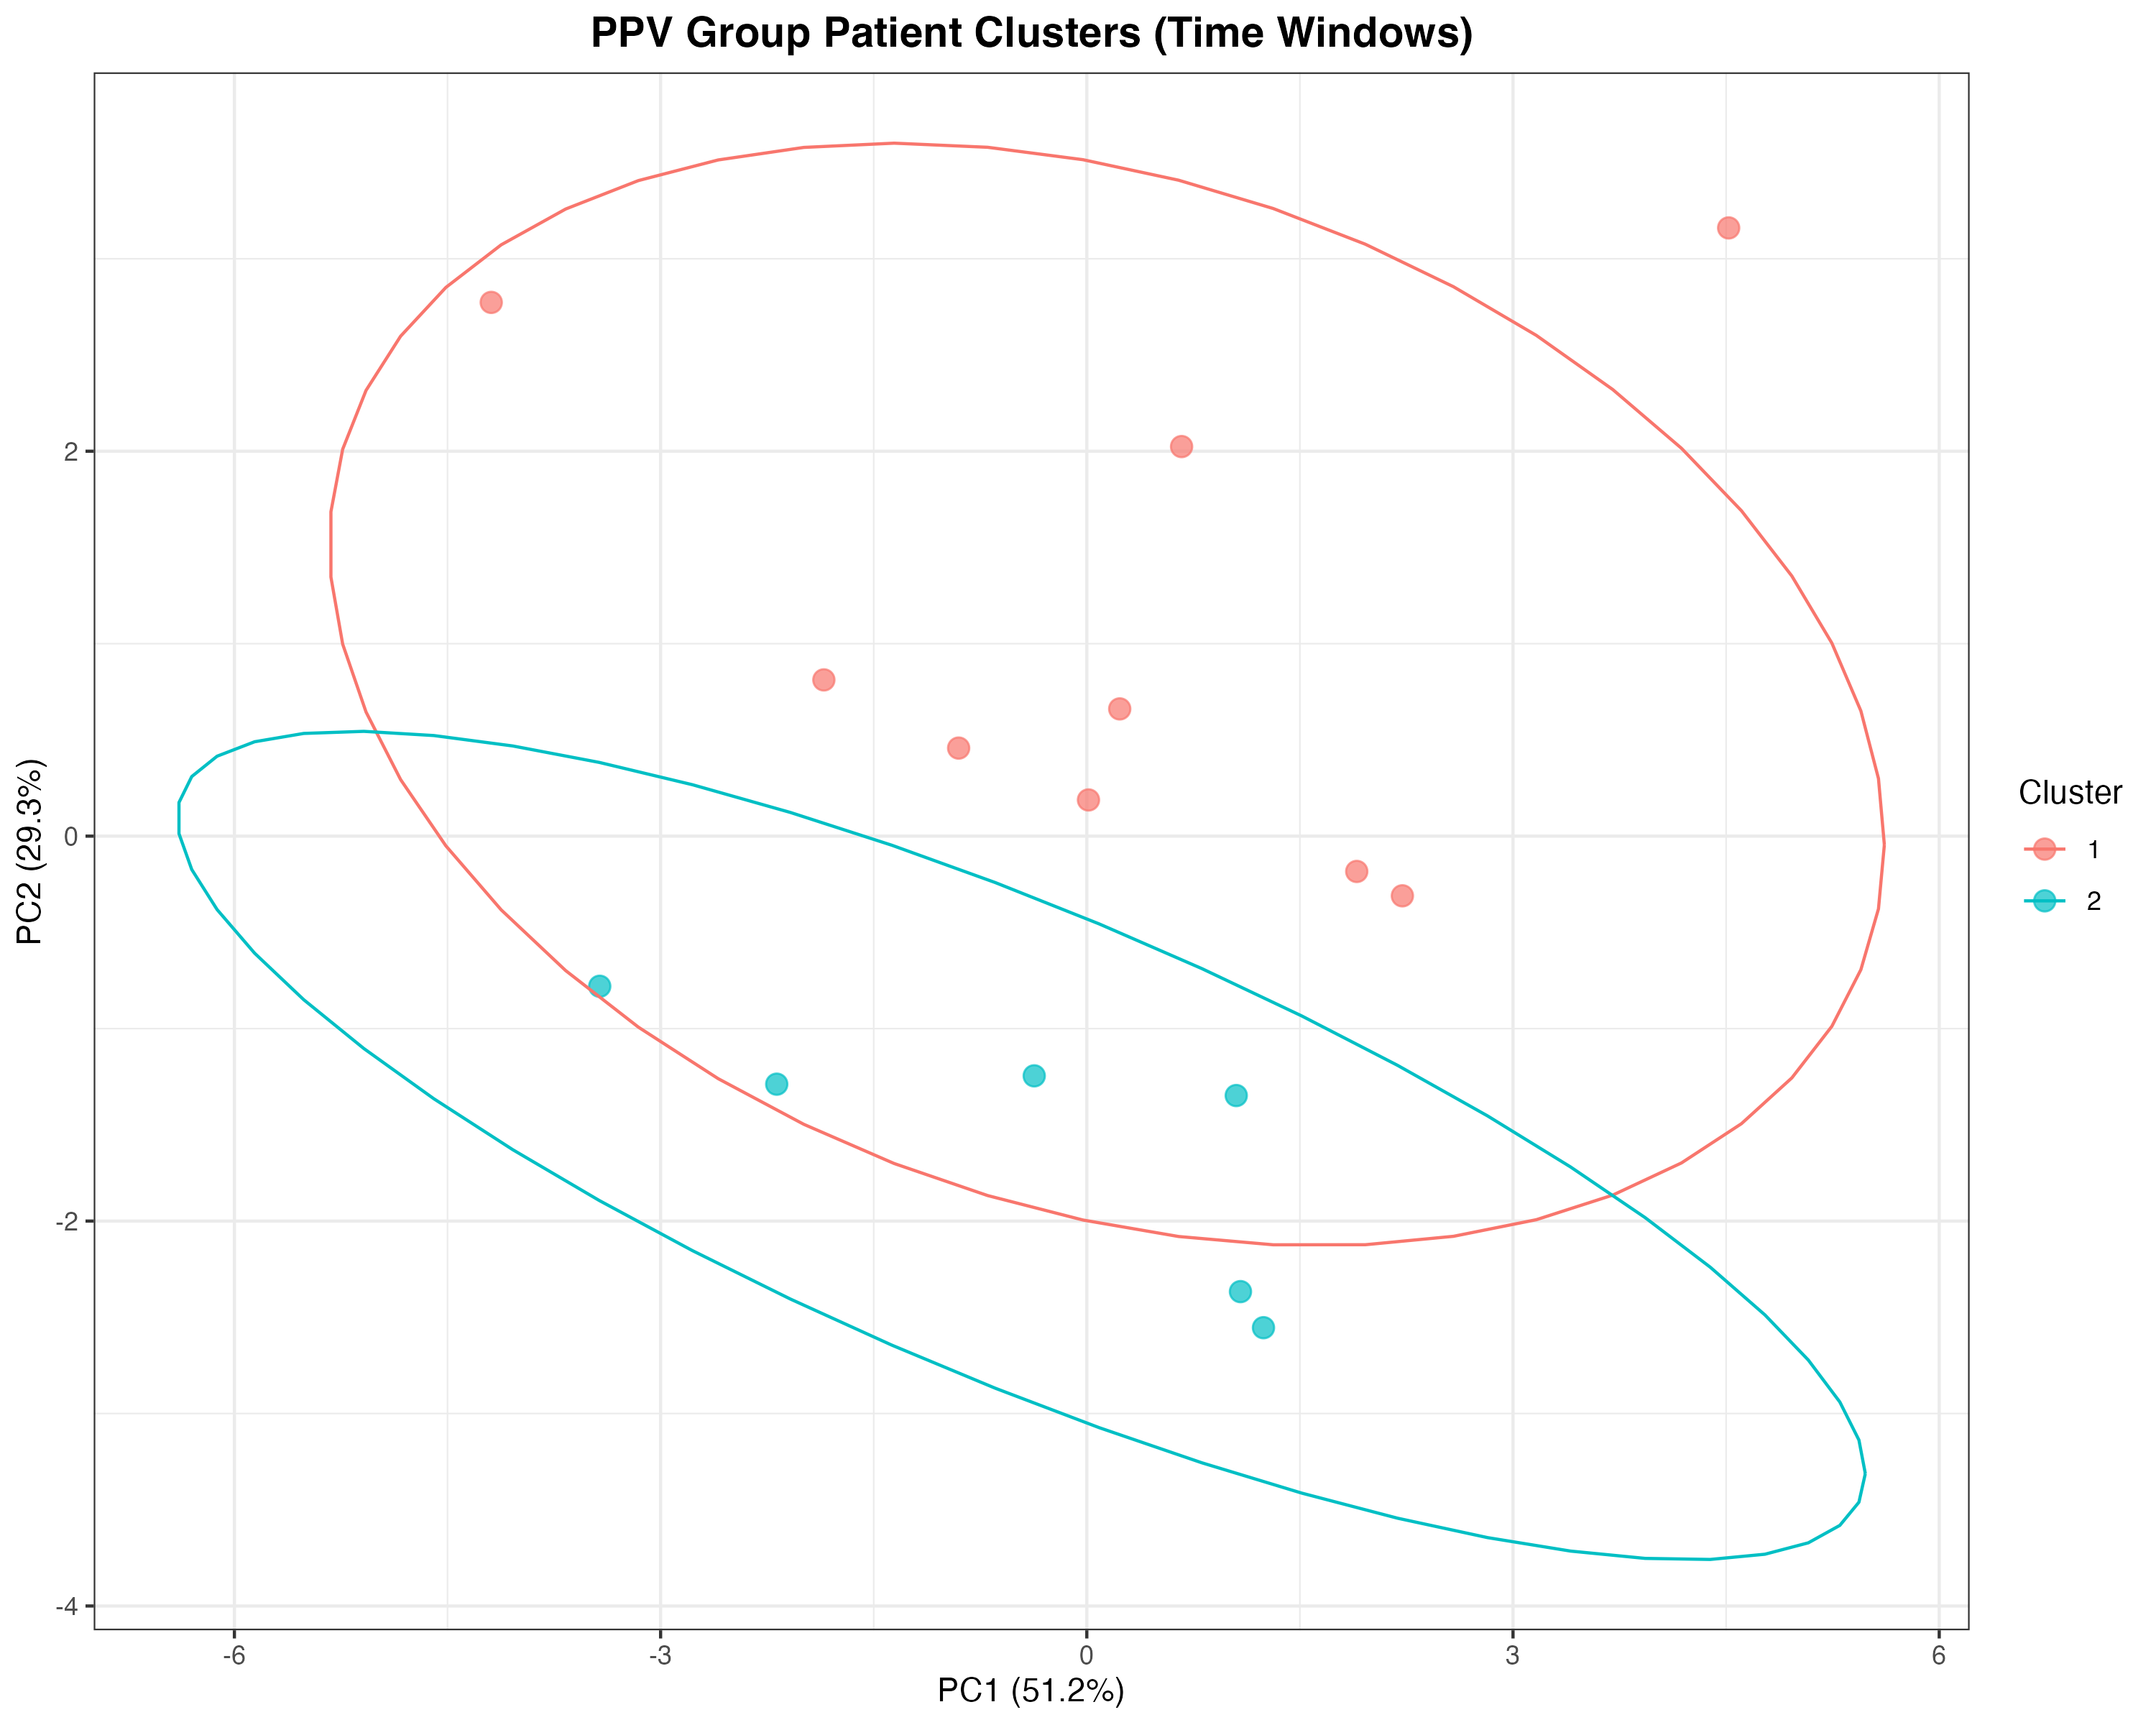 PPV Group Patient Clusters (Time Windows)
2
0
-2
-4
PC2 (29.3%)
-6
-3
0
3
6
PC1 (51.2%)
Cluster
1
2